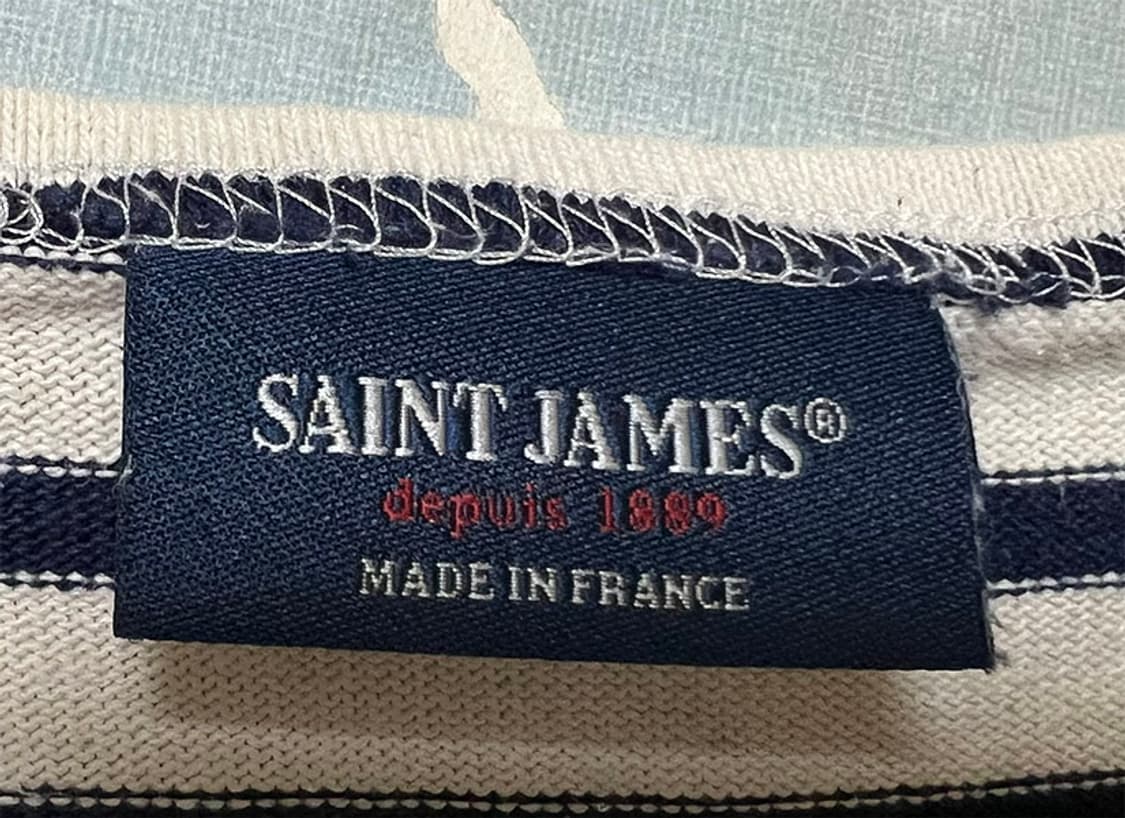 SAINT JAMES®
depuis 1889
MADE IN FRANCE